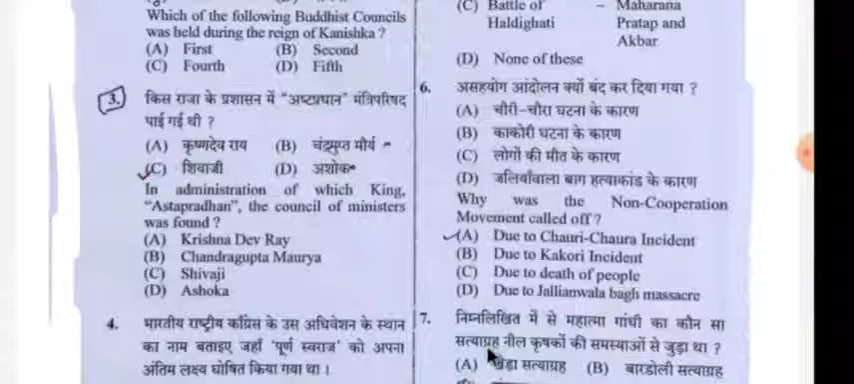 Which of the following Buddhist Councils
was held during the reign of Kanishka ?
(A) First (B) Second
(C) Fourth (D) Fifth
3. किस राजा के प्रशासन में "अष्टप्रधान" मंत्रिपरिषद
पाई गई थी ?
(A) कृष्णदेव राय (B) चंद्रगुप्त मौर्य
(C) शिवाजी (D) अशोक
In administration of which King,
"Astapradhan", the council of ministers
was found ?
(A) Krishna Dev Ray
(B) Chandragupta Maurya
(C) Shivaji
(D) Ashoka
4. भारतीय राष्ट्रीय काँग्रेस के उस अधिवेशन के स्थान
का नाम बताइए जहाँ 'पूर्ण स्वराज' को अपना
अंतिम लक्ष्य घोषित किया गया था ।
(C) Battle of – Maharana
Haldighati Pratap and
Akbar
(D) None of these
6. असहयोग आंदोलन क्यों बंद कर दिया गया ?
(A) चौरी-चौरा घटना के कारण
(B) काकोरी घटना के कारण
(C) लोगों की मौत के कारण
(D) जलियाँवाला बाग हत्याकांड के कारण
Why was the Non-Cooperation
Movement called off ?
(A) Due to Chauri-Chaura Incident
(B) Due to Kakori Incident
(C) Due to death of people
(D) Due to Jallianwala bagh massacre
7. निम्नलिखित में से महात्मा गांधी का कौन सा
सत्याग्रह नील कृषकों की समस्याओं से जुड़ा था ?
(A) खेड़ा सत्याग्रह (B) बारडोली सत्याग्रह